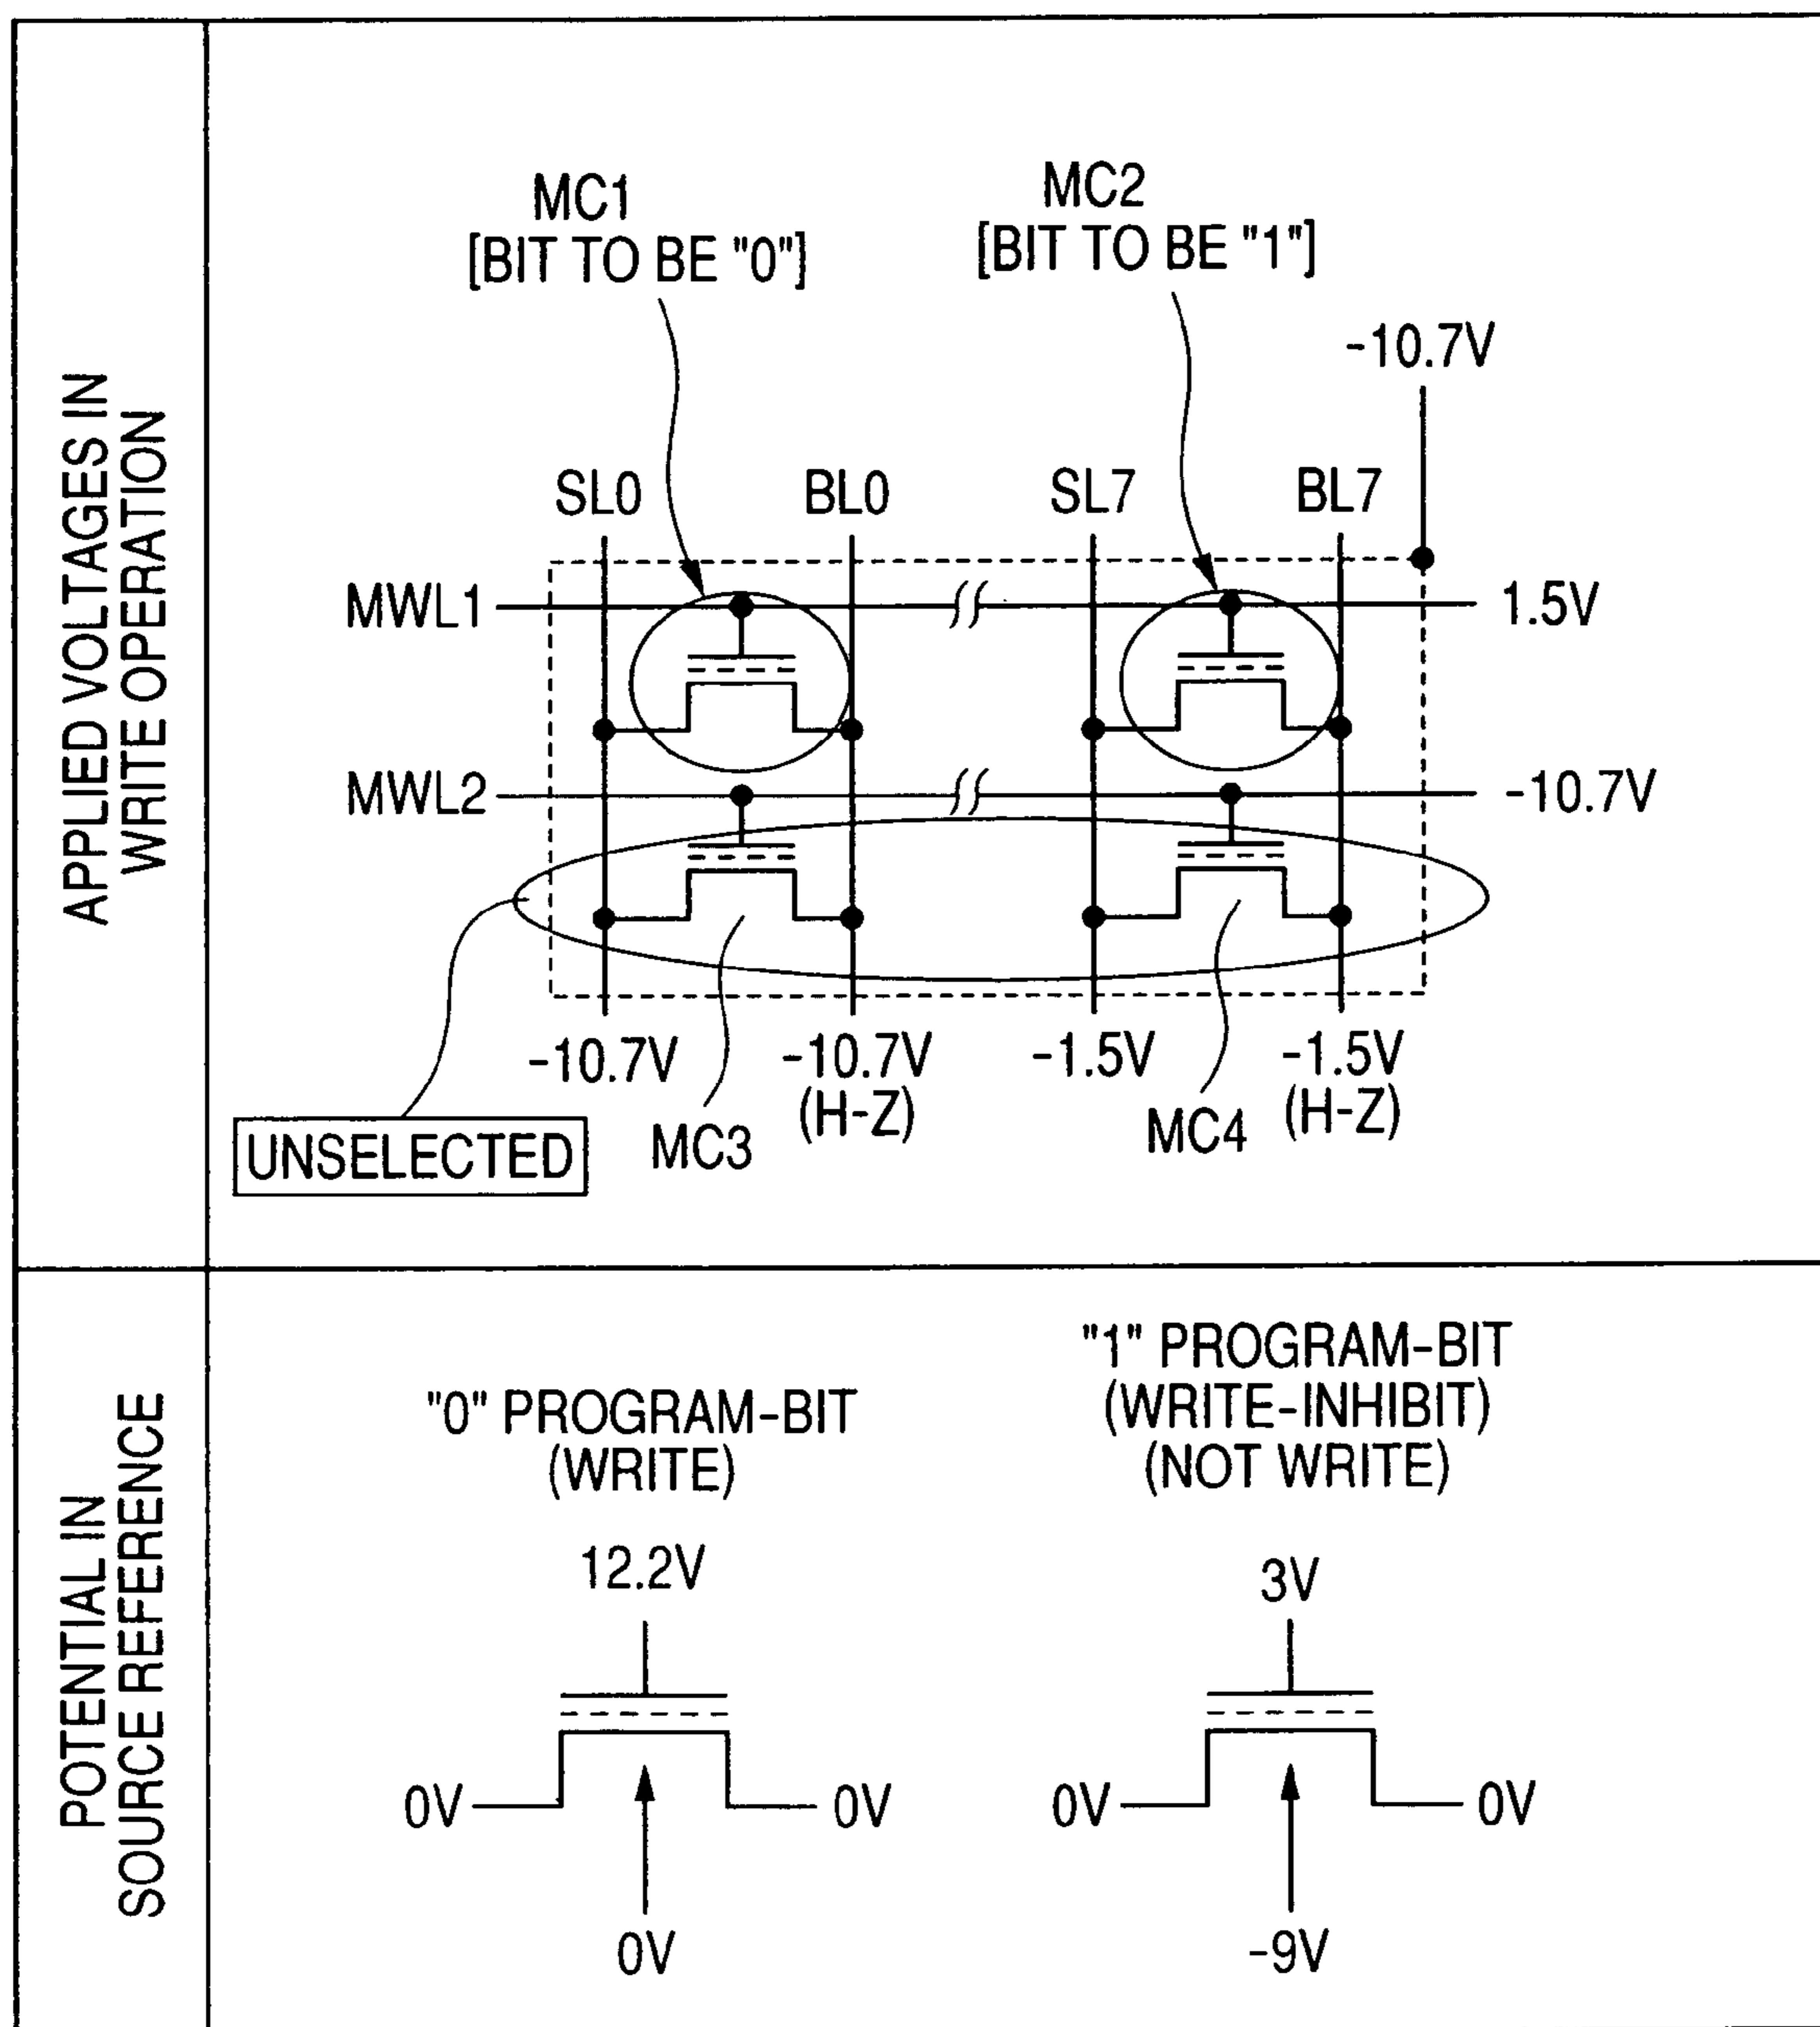 APPLIED VOLTAGES IN
WRITE OPERATION
MC1
[BIT TO BE "0"]
MC2
[BIT TO BE "1"]
-10.7V
SL0
BL0
SL7
BL7
MWL1
1.5V
MWL2
-10.7V
-10.7V
-10.7V
(H-Z)
-1.5V
-1.5V
(H-Z)
UNSELECTED
MC3
MC4
POTENTIAL IN
SOURCE REFERENCE
"0" PROGRAM-BIT
(WRITE)
12.2V
0V
0V
0V
"1" PROGRAM-BIT
(WRITE-INHIBIT)
(NOT WRITE)
3V
0V
0V
-9V